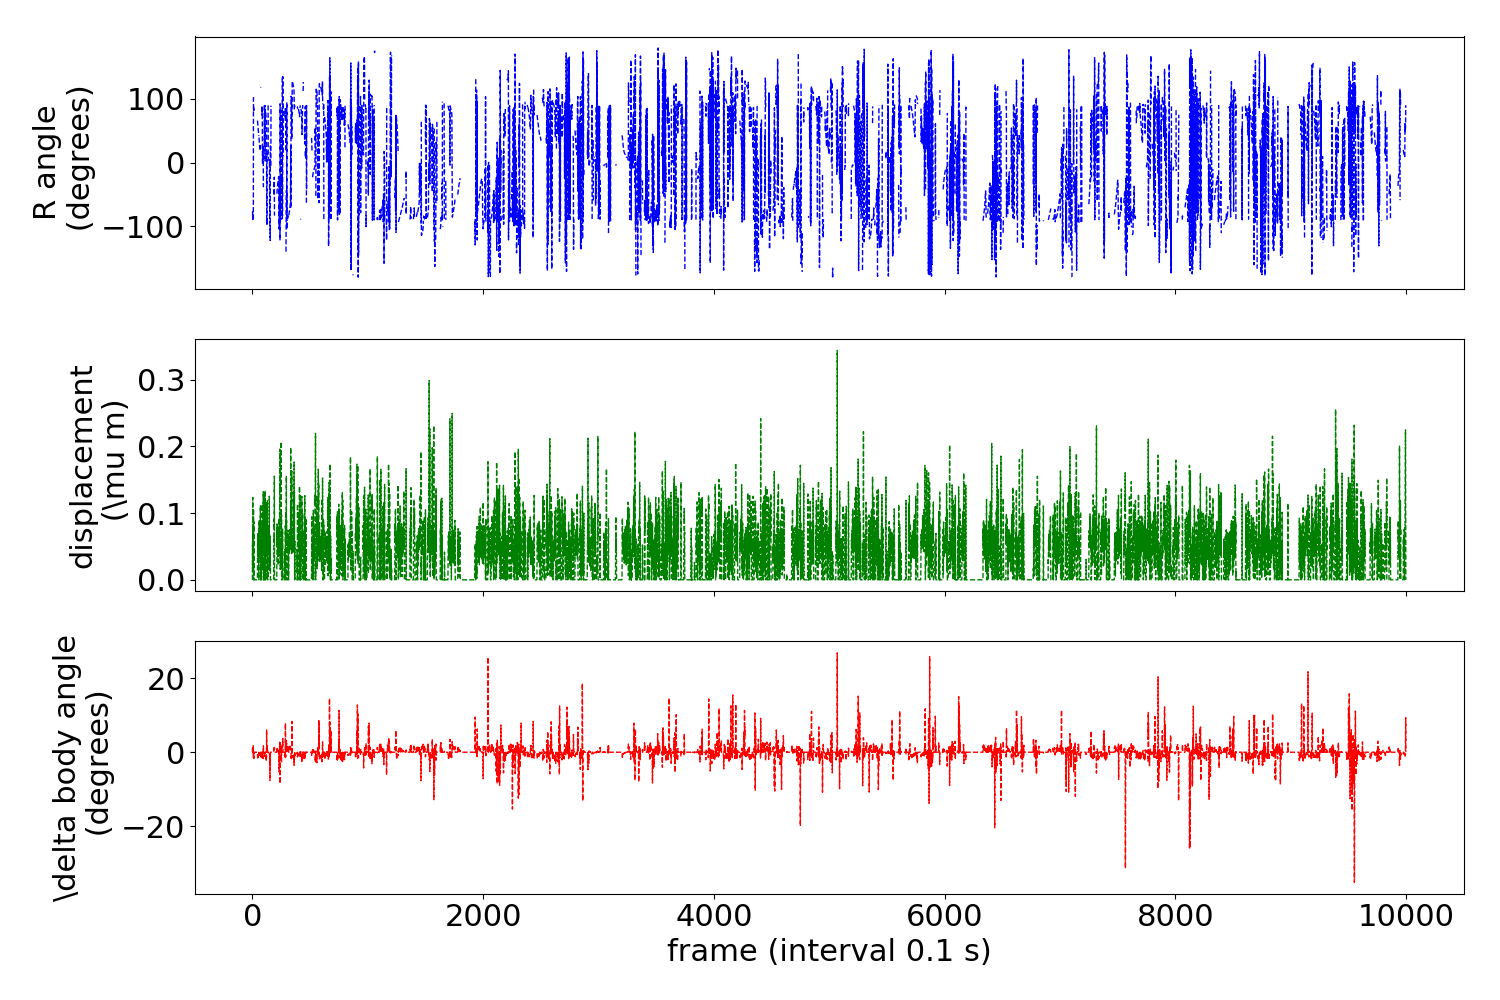 R angle
(degrees)
100
0
−100
displacement
(\mu m)
0.3
0.2
0.1
0.0
\delta body angle
(degrees)
20
0
−20
0 2000 4000 6000 8000 10000
frame (interval 0.1 s)